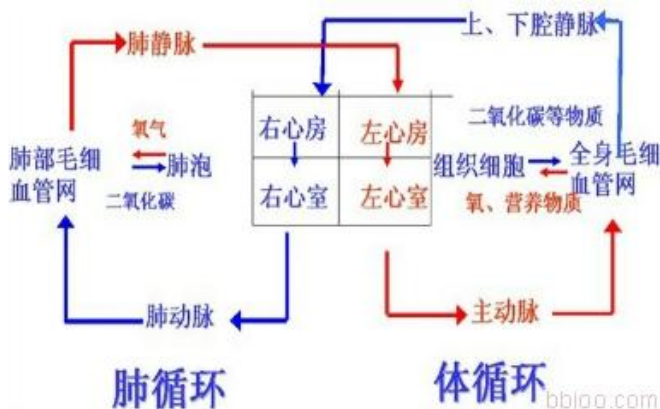 上、下腔静脉
肺静脉
二氧化碳等物质
氧气
右心房
左心房
肺部毛细
血管网
肺泡
组织细胞
全身毛细
血管网
二氧化碳
右心室
左心室
氧、营养物质
肺动脉
主动脉
肺循环
体循环
bbioo.com